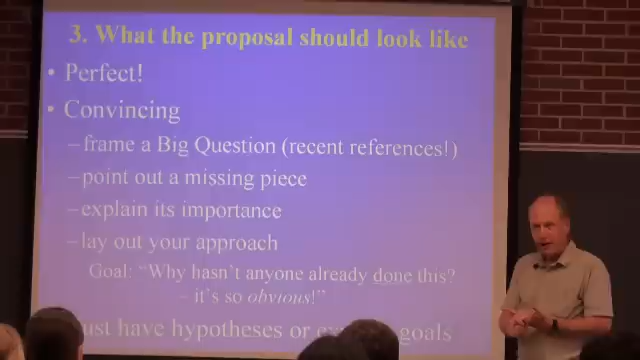 3. What the proposal should look like
• Perfect!
• Convincing
–frame a Big Question (recent references!)
–point out a missing piece
–explain its importance
–lay out your approach
Goal: “Why hasn’t anyone already done this?
– it’s so obvious!”
have hypotheses or goals